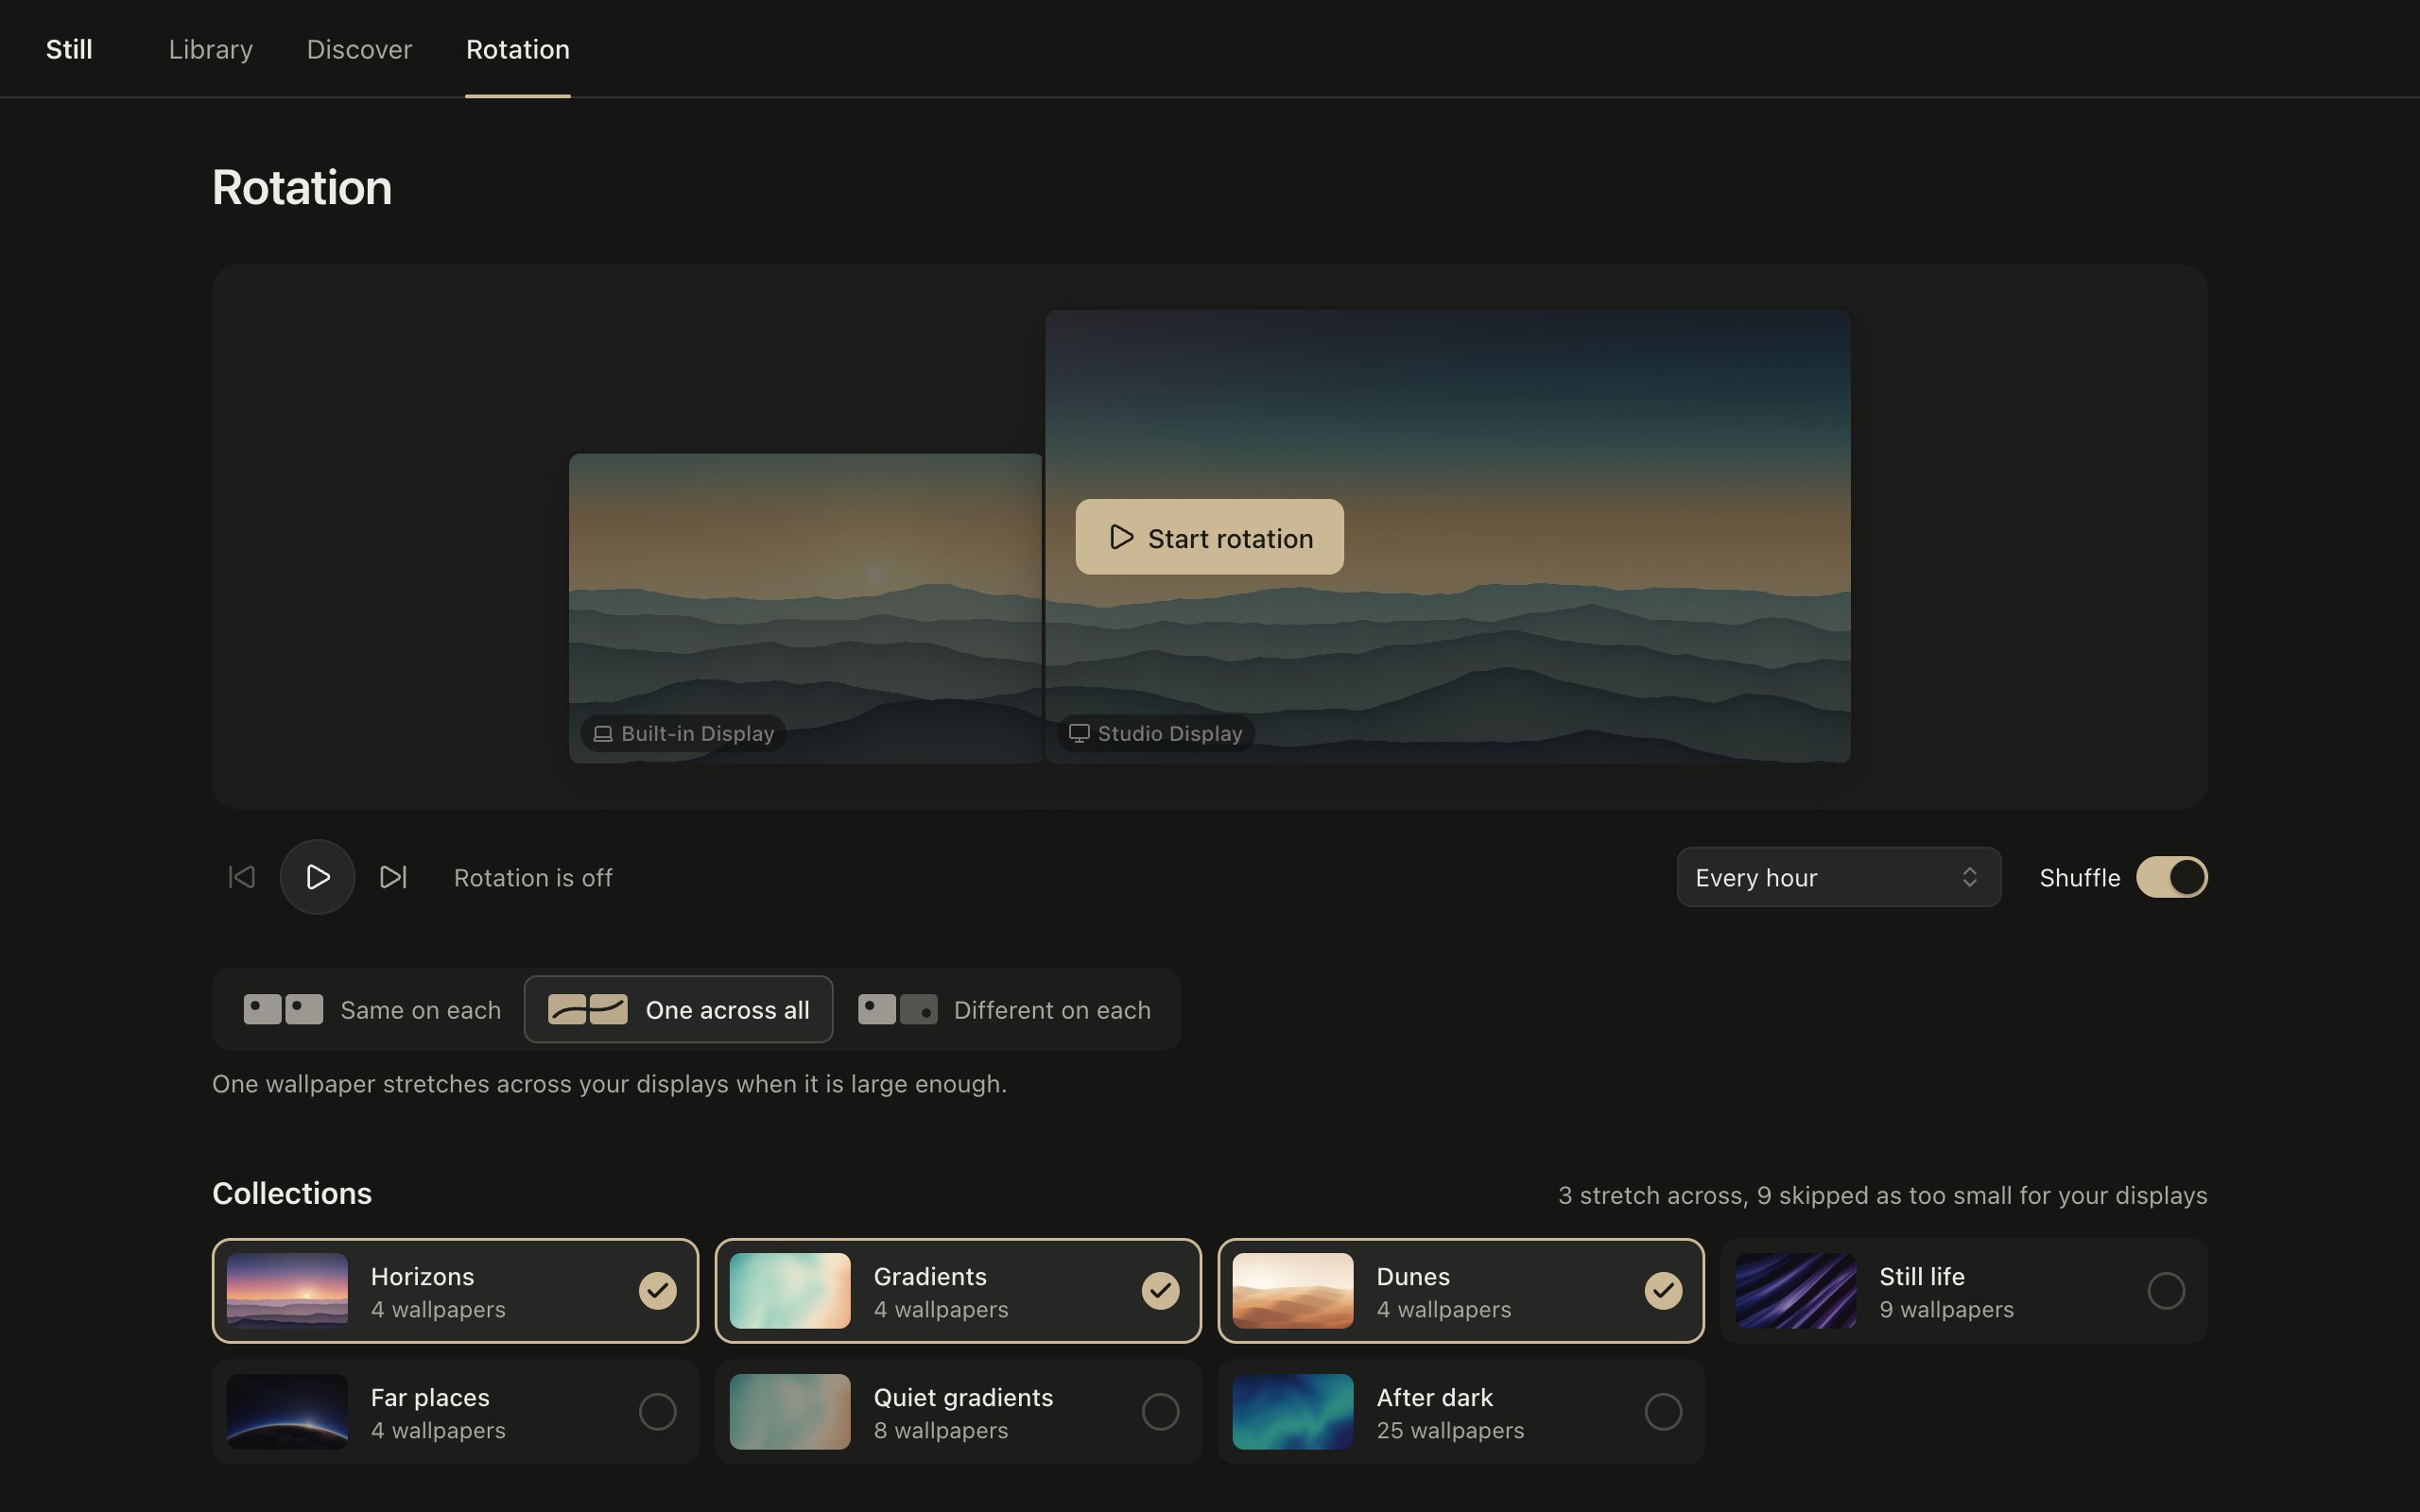 Still
Library
Discover
Rotation
Rotation
Start rotation
Built-in Display
Studio Display
Rotation is off
Every hour
Shuffle
Same on each
One across all
Different on each
One wallpaper stretches across your displays when it is large enough.
Collections
3 stretch across, 9 skipped as too small for your displays
Horizons
4 wallpapers
Gradients
4 wallpapers
Dunes
4 wallpapers
Still life
9 wallpapers
Far places
4 wallpapers
Quiet gradients
8 wallpapers
After dark
25 wallpapers